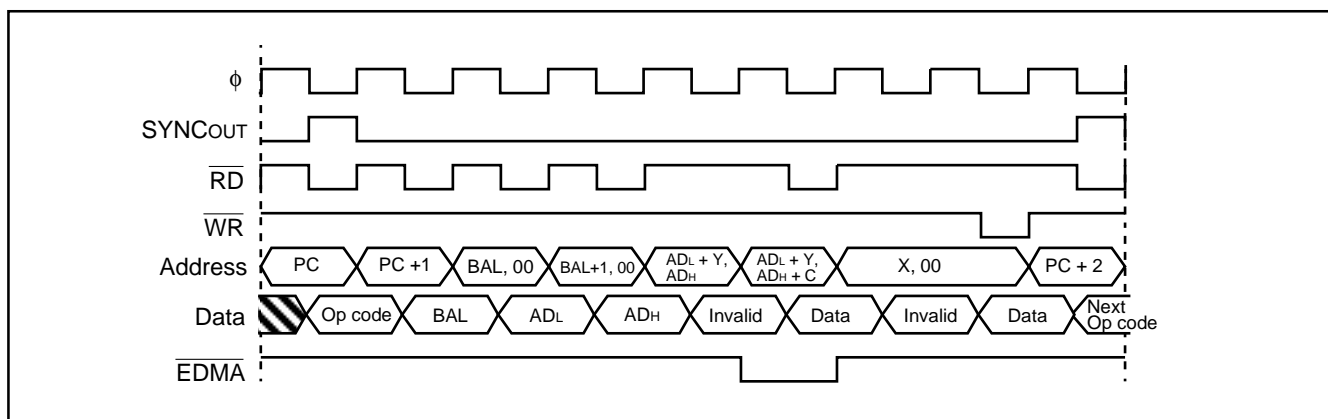 ϕ
SYNCOUT
RD
WR
Address PC PC +1 BAL, 00 BAL+1, 00 ADL + Y, ADH ADL + Y, ADH + C X, 00 PC + 2
Data Op code BAL ADL ADH Invalid Data Invalid Data Next Op code
EDMA